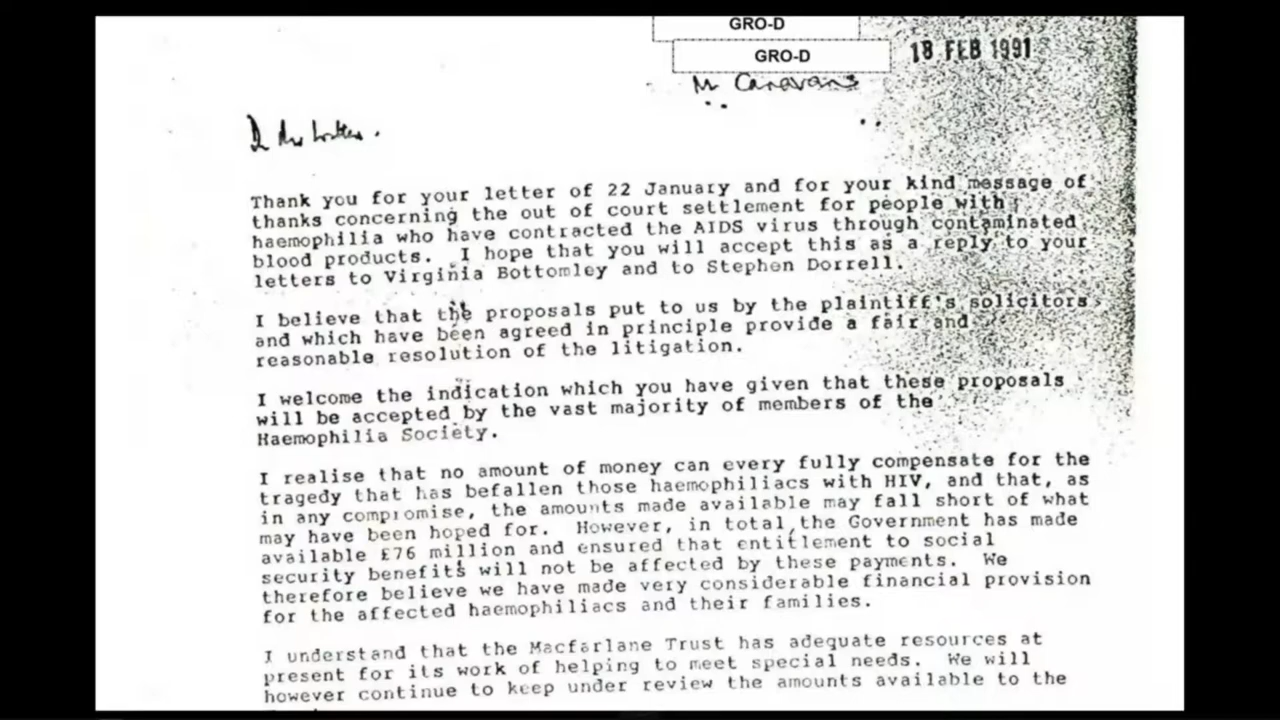 GRO-D
GRO-D
18 FEB 1991
Thank you for your letter of 22 January and for your kind message of
thanks concerning the out of court settlement for people with
haemophilia who have contracted the AIDS virus through contaminated
blood products. I hope that you will accept this as a reply to your
letters to Virginia Bottomley and to Stephen Dorrell.
I believe that the proposals put to us by the plaintiff's solicitors
and which have been agreed in principle provide a fair and
reasonable resolution of the litigation.
I welcome the indication which you have given that these proposals
will be accepted by the vast majority of members of the
Haemophilia Society.
I realise that no amount of money can every fully compensate for the
tragedy that has befallen those haemophiliacs with HIV, and that, as
in any compromise, the amounts made available may fall short of what
may have been hoped for. However, in total, the Government has made
available £76 million and ensured that entitlement to social
security benefits will not be affected by these payments. We
therefore believe we have made very considerable financial provision
for the affected haemophiliacs and their families.
I understand that the Macfarlane Trust has adequate resources at
present for its work of helping to meet special needs. We will
however continue to keep under review the amounts available to the